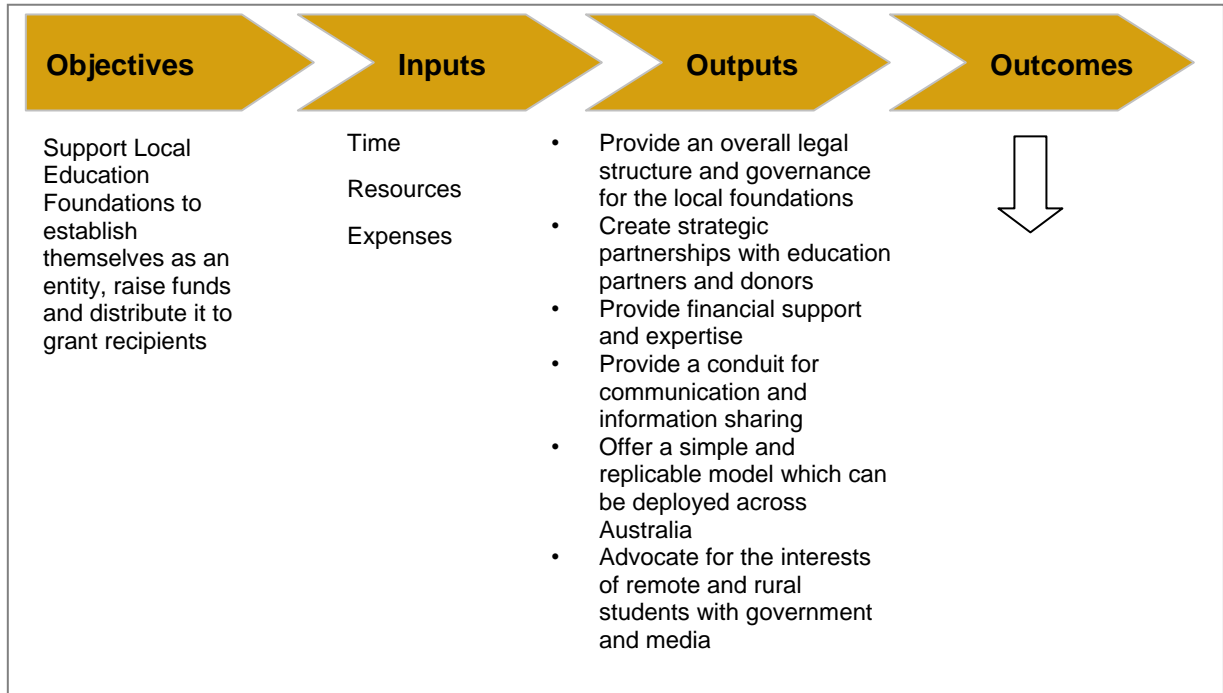 Objectives
Inputs
Outputs
Outcomes
Support Local
Education
Foundations to
establish
themselves as an
entity, raise funds
and distribute it to
grant recipients
Time
Resources
Expenses
• Provide an overall legal
structure and governance
for the local foundations
• Create strategic
partnerships with education
partners and donors
• Provide financial support
and expertise
• Provide a conduit for
communication and
information sharing
• Offer a simple and
replicable model which can
be deployed across
Australia
• Advocate for the interests
of remote and rural
students with government
and media